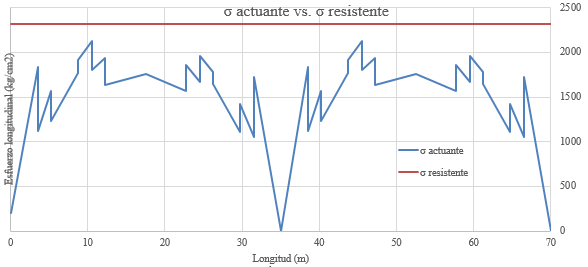 σ actuante vs. σ resistente
2500
2000
1500
1000
500
0
Esfuerzo longitudinal (kg/cm2)
σ actuante
σ resistente
0 10 20 30 40 50 60 70
Longitud (m)